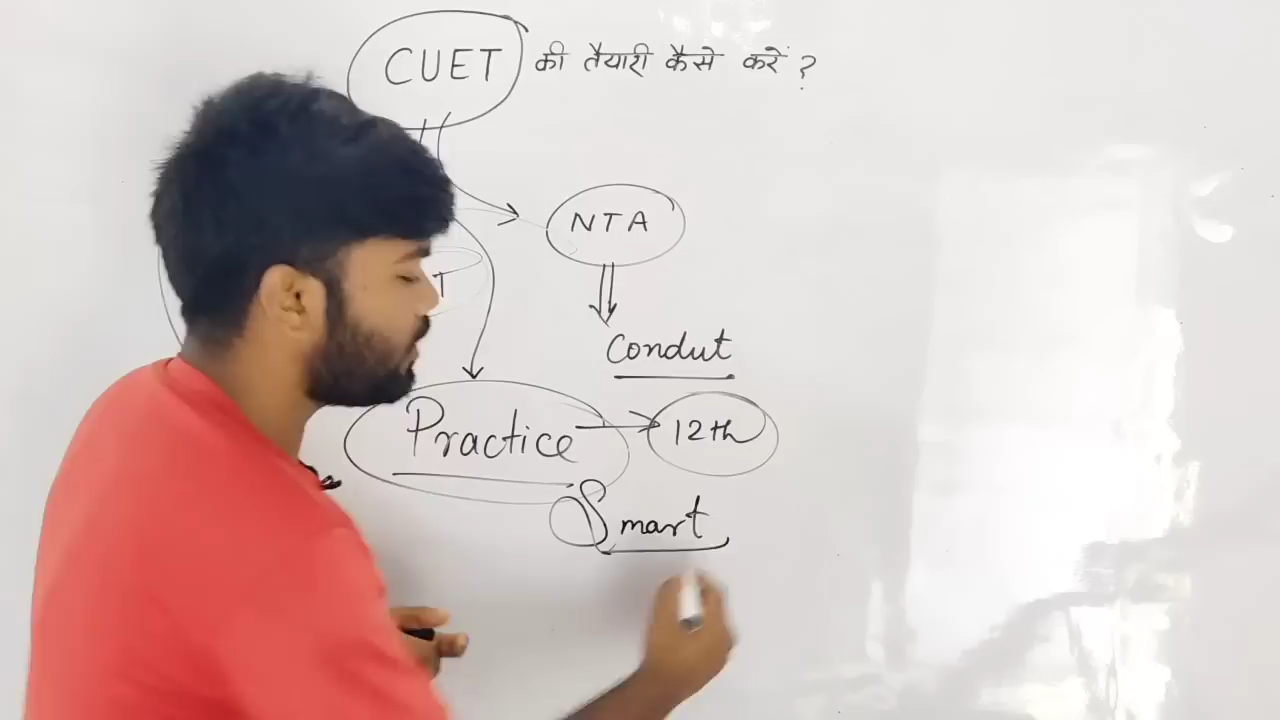 CUET की तैयारी कैसे करें ?
NTA
T
Condut
Practice → 12th
Smart